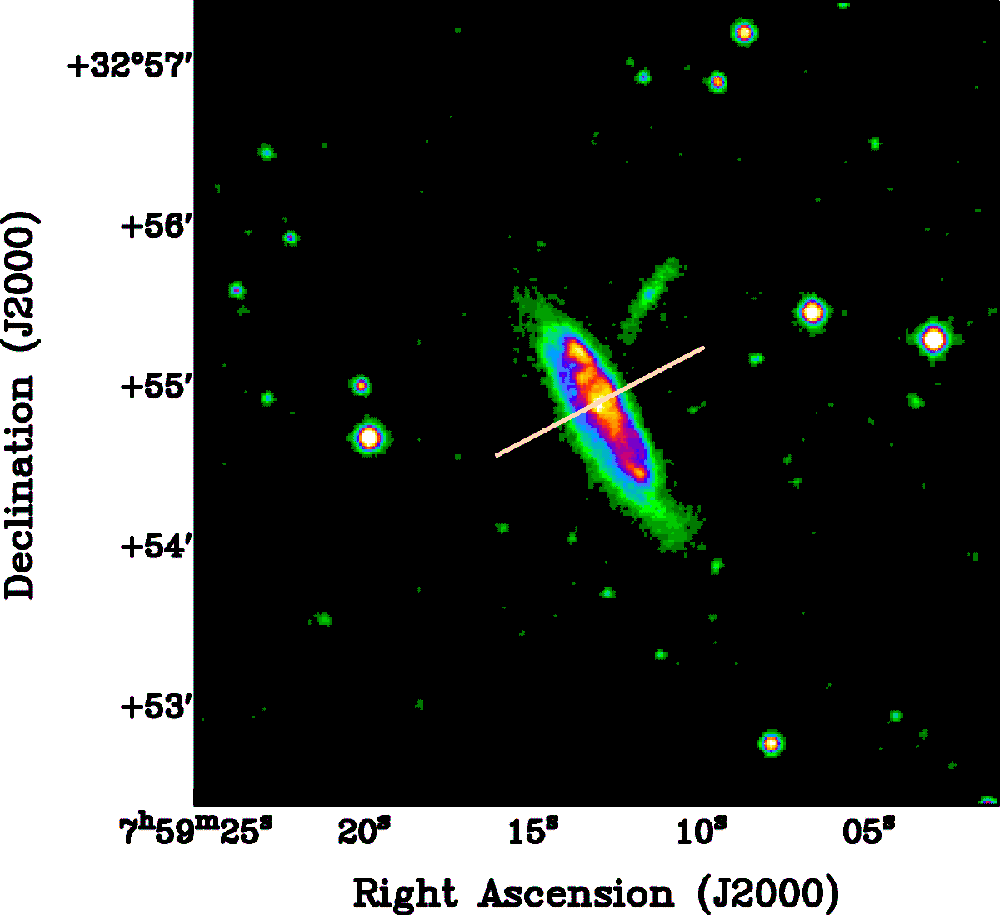 +32°57′
+56′
+55′
+54′
+53′
Declination (J2000)
7ʰ59ᵐ25ˢ 20ˢ 15ˢ 10ˢ 05ˢ
Right Ascension (J2000)